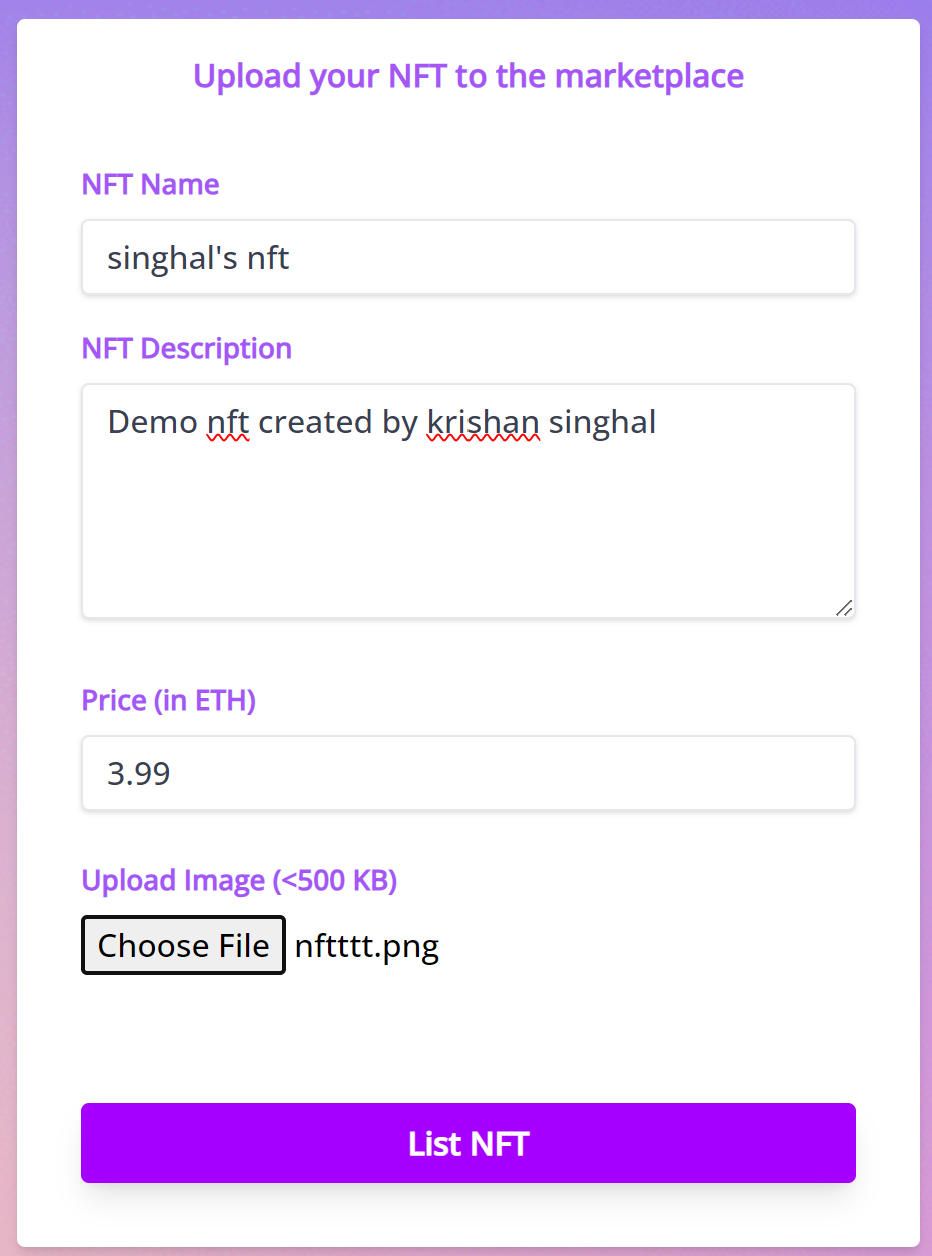 Upload your NFT to the marketplace
NFT Name
singhal's nft
NFT Description
Demo nft created by krishan singhal
Price (in ETH)
3.99
Upload Image (<500 KB)
Choose File nftttt.png
List NFT